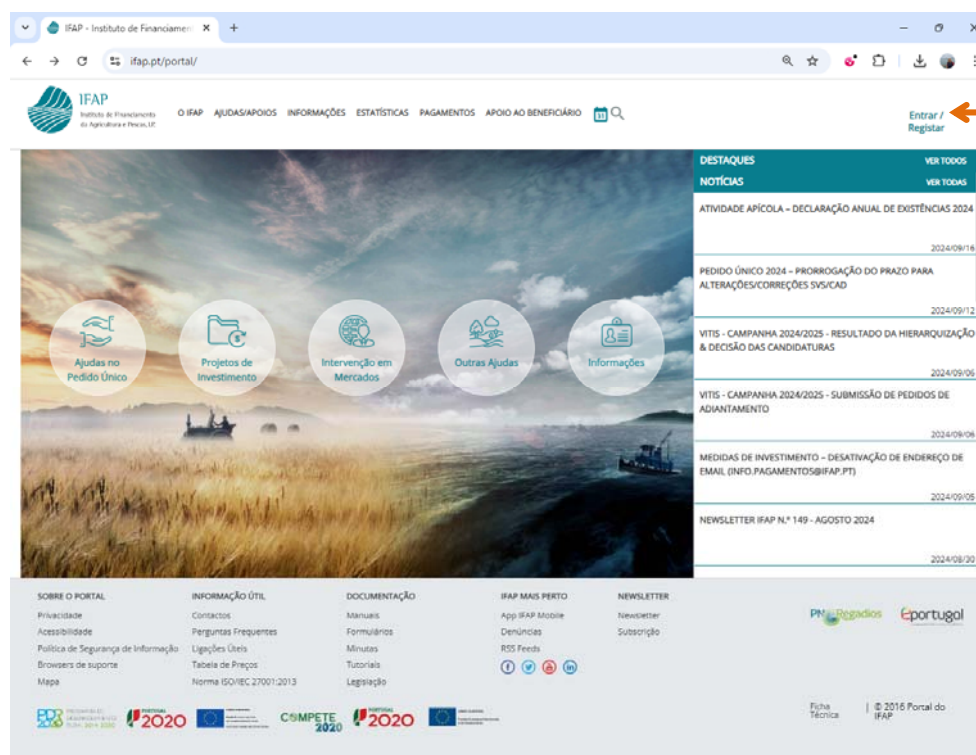 IFAP - Instituto de Financiamen
ifap.pt/portal/
IFAP
Instituto de Financiamento
da Agricultura e Pescas, I.P.
O IFAP AJUDAS/APOIOS INFORMAÇÕES ESTATÍSTICAS PAGAMENTOS APOIO AO BENEFICIÁRIO
31
Entrar /
Registar
DESTAQUES VER TODOS
NOTÍCIAS VER TODAS
ATIVIDADE APÍCOLA – DECLARAÇÃO ANUAL DE EXISTÊNCIAS 2024
2024/09/16
PEDIDO ÚNICO 2024 – PRORROGAÇÃO DO PRAZO PARA
ALTERAÇÕES/CORREÇÕES SVS/CAD
2024/09/12
VITIS - CAMPANHA 2024/2025 - RESULTADO DA HIERARQUIZAÇÃO
& DECISÃO DAS CANDIDATURAS
2024/09/06
VITIS - CAMPANHA 2024/2025 - SUBMISSÃO DE PEDIDOS DE
ADIANTAMENTO
2024/09/06
MEDIDAS DE INVESTIMENTO – DESATIVAÇÃO DE ENDEREÇO DE
EMAIL (INFO.PAGAMENTOS@IFAP.PT)
2024/09/05
NEWSLETTER IFAP N.º 149 - AGOSTO 2024
2024/08/30
Ajudas no
Pedido Único
Projetos de
Investimento
Intervenção em
Mercados
Outras Ajudas
Informações
SOBRE O PORTAL
Privacidade
Acessibilidade
Política de Segurança de Informação
Browsers de suporte
Mapa
INFORMAÇÃO ÚTIL
Contactos
Perguntas Frequentes
Ligações Úteis
Tabela de Preços
Norma ISO/IEC 27001:2013
DOCUMENTAÇÃO
Manuais
Formulários
Minutas
Tutoriais
Legislação
IFAP MAIS PERTO
App IFAP Mobile
Denúncias
RSS Feeds
NEWSLETTER
Newsletter
Subscrição
PNRegadios
eportugal
PDR
2020
PORTUGAL
2020
COMPETE
2020
PORTUGAL
2020
Ficha
Técnica
© 2016 Portal do
IFAP